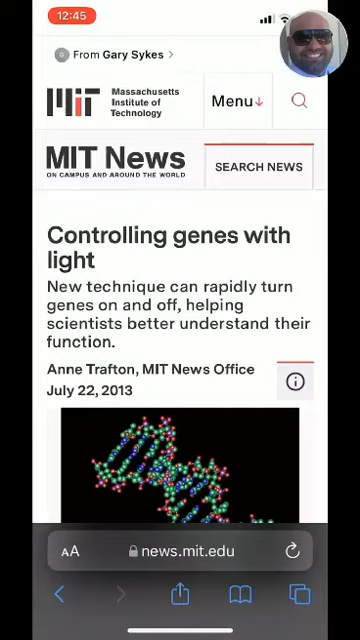 12:45
From Gary Sykes
MiT
Massachusetts
Institute of
Technology
Menu
MIT News
ON CAMPUS AND AROUND THE WORLD
SEARCH NEWS
Controlling genes with
light
New technique can rapidly turn
genes on and off, helping
scientists better understand their
function.
Anne Trafton, MIT News Office
July 22, 2013
AA
news.mit.edu